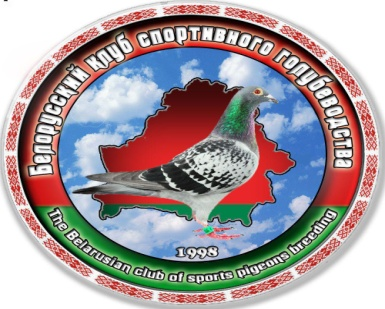 Белорусский клуб спортивного голубеводства
1998
The Belarusian club of sports pigeons breeding